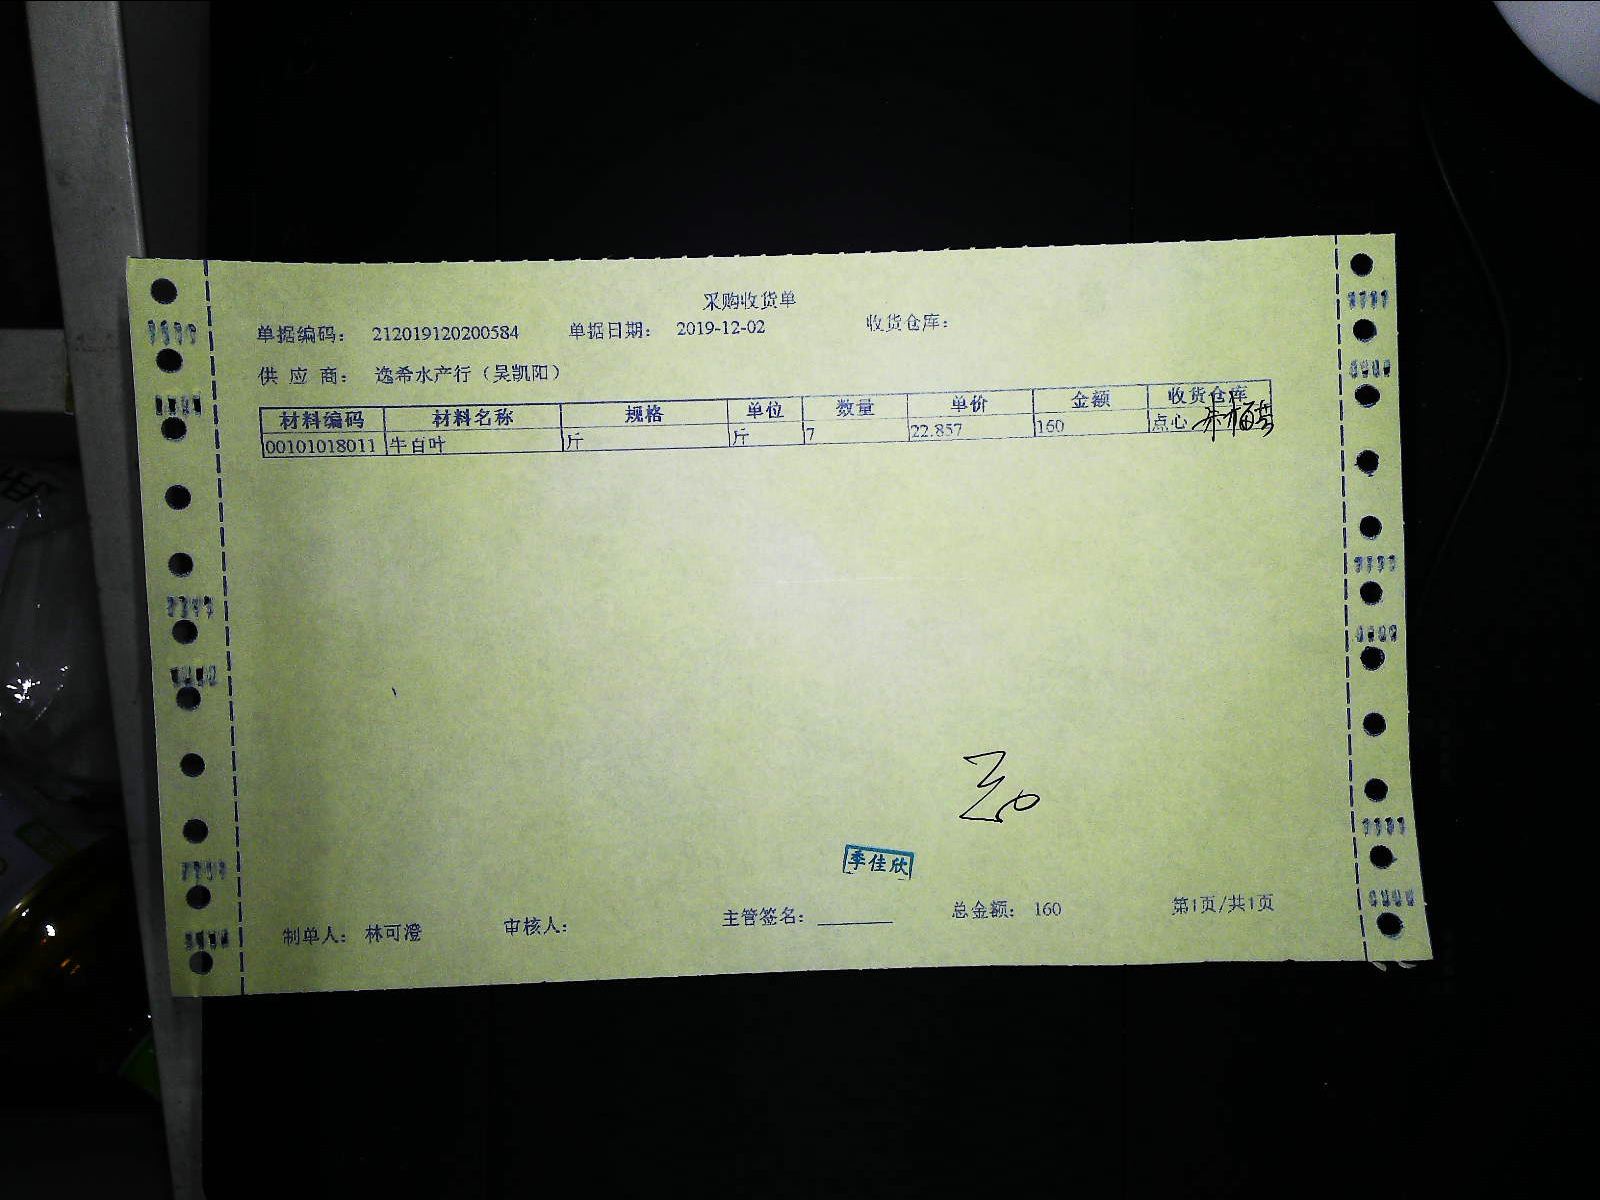 采购收货单
单据编码： 212019120200584 单据日期： 2019-12-02 收货仓库：
供 应 商： 逸希水产行（吴凯阳）
材料编码 材料名称 规格 单位 数量 单价 金额 收货仓库
00101018011 牛白叶 斤 斤 7 22.857 160 点心
季佳欣
制单人： 林可澄 审核人： 主管签名：________ 总金额： 160 第1页/共1页